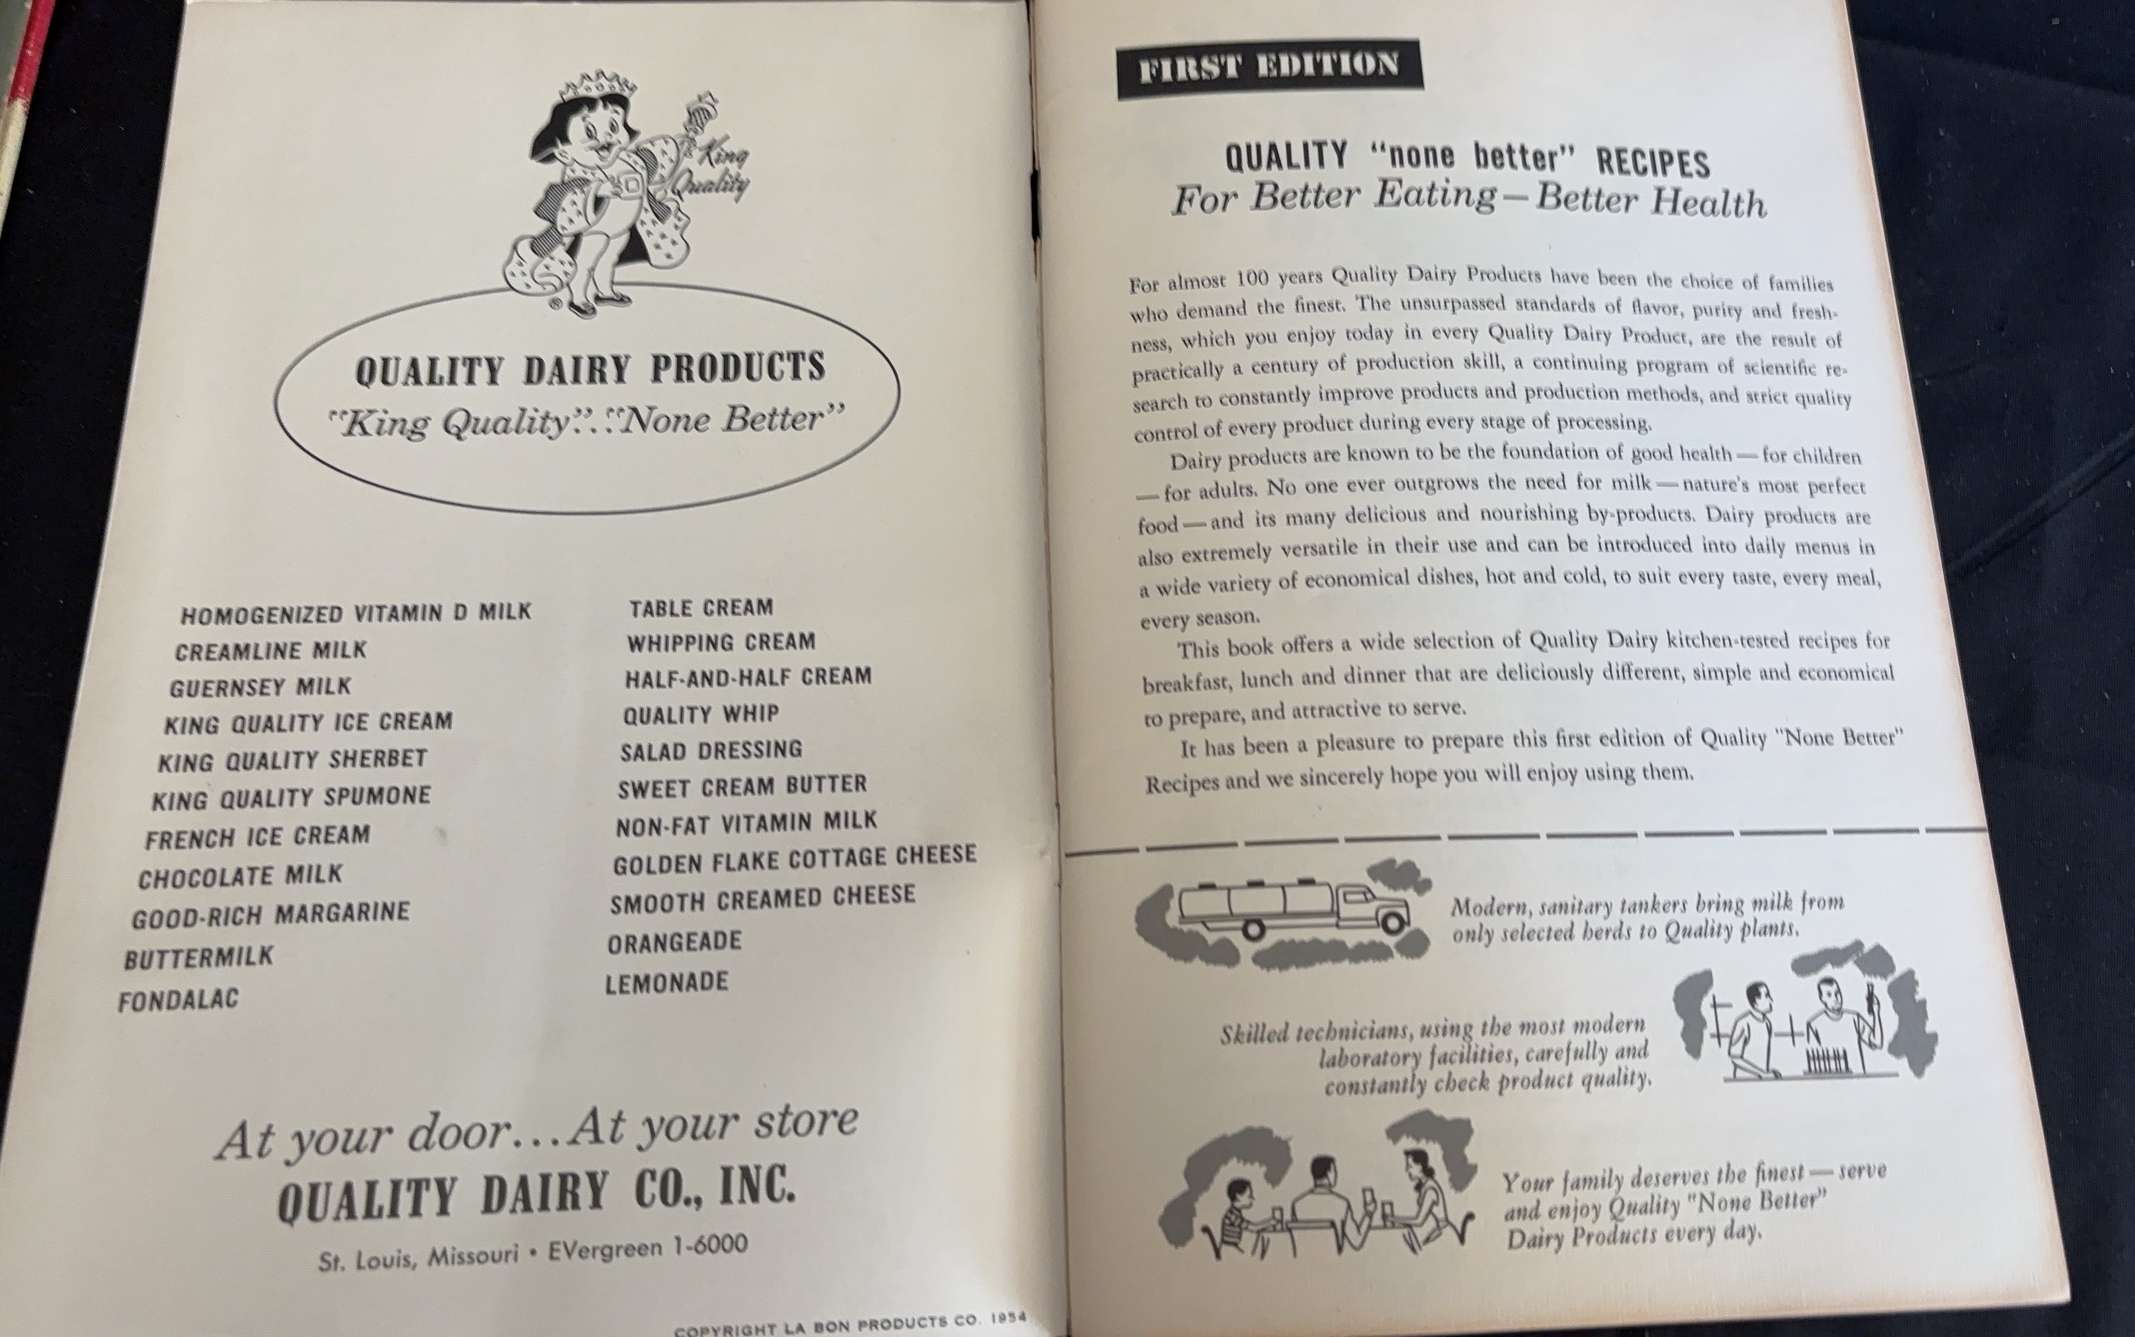 King
Quality
®
QUALITY DAIRY PRODUCTS
"King Quality"..."None Better"
HOMOGENIZED VITAMIN D MILK
CREAMLINE MILK
GUERNSEY MILK
KING QUALITY ICE CREAM
KING QUALITY SHERBET
KING QUALITY SPUMONE
FRENCH ICE CREAM
CHOCOLATE MILK
GOOD-RICH MARGARINE
BUTTERMILK
FONDALAC
TABLE CREAM
WHIPPING CREAM
HALF-AND-HALF CREAM
QUALITY WHIP
SALAD DRESSING
SWEET CREAM BUTTER
NON-FAT VITAMIN MILK
GOLDEN FLAKE COTTAGE CHEESE
SMOOTH CREAMED CHEESE
ORANGEADE
LEMONADE
At your door...At your store
QUALITY DAIRY CO., INC.
St. Louis, Missouri • EVergreen 1-6000
COPYRIGHT LA BON PRODUCTS CO. 1954
FIRST EDITION
QUALITY "none better" RECIPES
For Better Eating—Better Health
For almost 100 years Quality Dairy Products have been the choice of families
who demand the finest. The unsurpassed standards of flavor, purity and fresh-
ness, which you enjoy today in every Quality Dairy Product, are the result of
practically a century of production skill, a continuing program of scientific re-
search to constantly improve products and production methods, and strict quality
control of every product during every stage of processing.
Dairy products are known to be the foundation of good health—for children
—for adults. No one ever outgrows the need for milk—nature's most perfect
food—and its many delicious and nourishing by-products. Dairy products are
also extremely versatile in their use and can be introduced into daily menus in
a wide variety of economical dishes, hot and cold, to suit every taste, every meal,
every season.
This book offers a wide selection of Quality Dairy kitchen-tested recipes for
breakfast, lunch and dinner that are deliciously different, simple and economical
to prepare, and attractive to serve.
It has been a pleasure to prepare this first edition of Quality "None Better"
Recipes and we sincerely hope you will enjoy using them.
Modern, sanitary tankers bring milk from
only selected herds to Quality plants.
Skilled technicians, using the most modern
laboratory facilities, carefully and
constantly check product quality.
Your family deserves the finest—serve
and enjoy Quality "None Better"
Dairy Products every day.